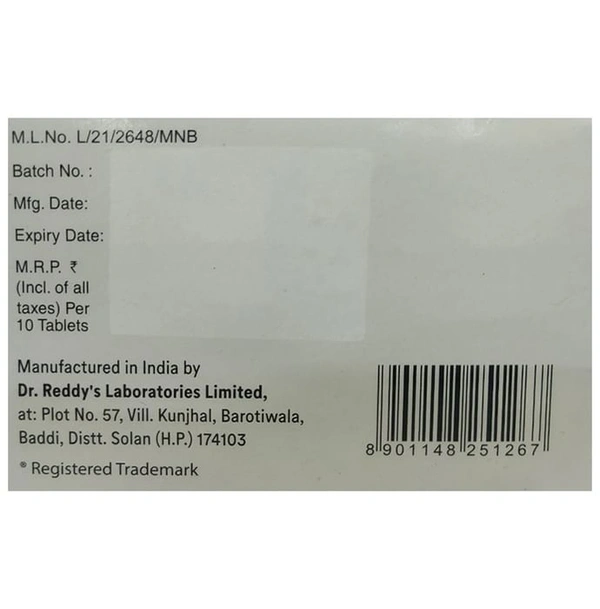 M.L.No. L/21/2648/MNB
Batch No. :
Mfg. Date:
Expiry Date:
M.R.P. ₹
(Incl. of all
taxes) Per
10 Tablets
Manufactured in India by
Dr. Reddy's Laboratories Limited,
at: Plot No. 57, Vill. Kunjhal, Barotiwala,
Baddi, Distt. Solan (H.P.) 174103
® Registered Trademark
8 901148 251267